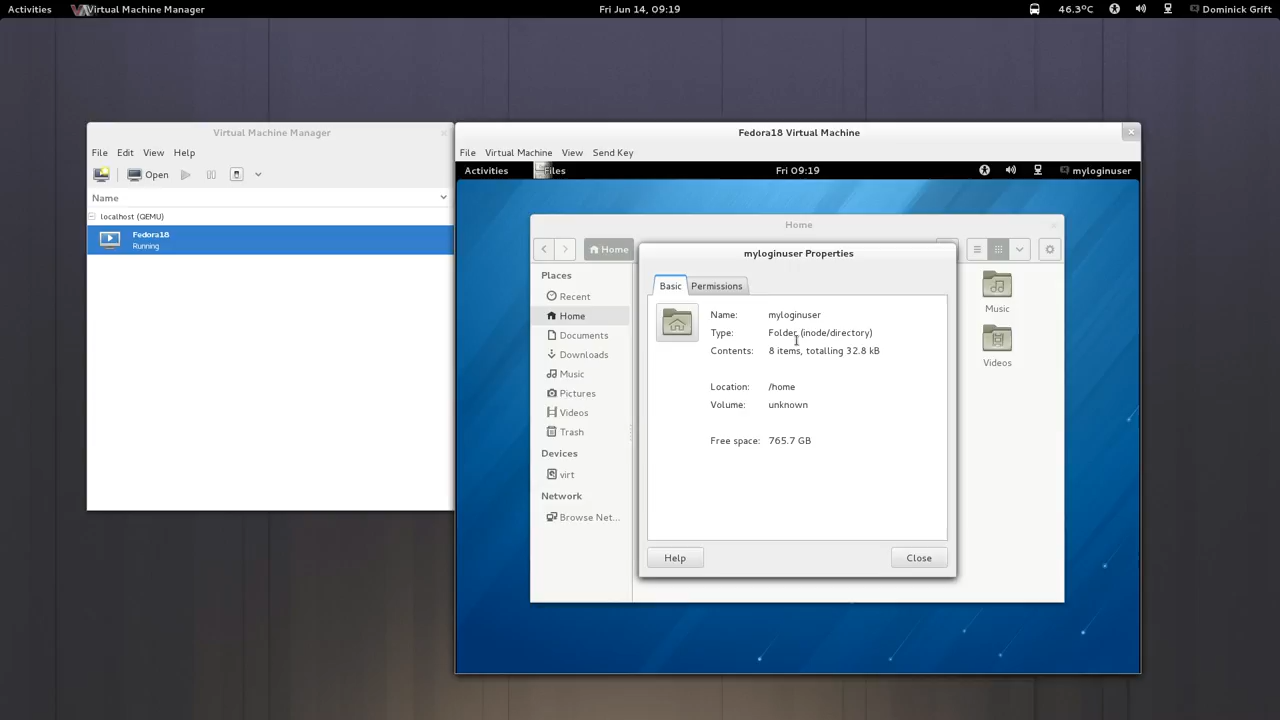 Activities Virtual Machine Manager Fri Jun 14, 09:19 46.3°C Dominick Grift
Virtual Machine Manager
File Edit View Help
Open
Name
localhost (QEMU)
Fedora18
Running
Fedora18 Virtual Machine
File Virtual Machine View Send Key
Activities Files Fri 09:19 myloginuser
Home
Home
Places
Recent
Home
Documents
Downloads
Music
Pictures
Videos
Trash
Devices
virt
Network
Browse Net...
Music
Videos
myloginuser Properties
Basic Permissions
Name: myloginuser
Type: Folder (inode/directory)
Contents: 8 items, totalling 32.8 kB
Location: /home
Volume: unknown
Free space: 765.7 GB
Help Close